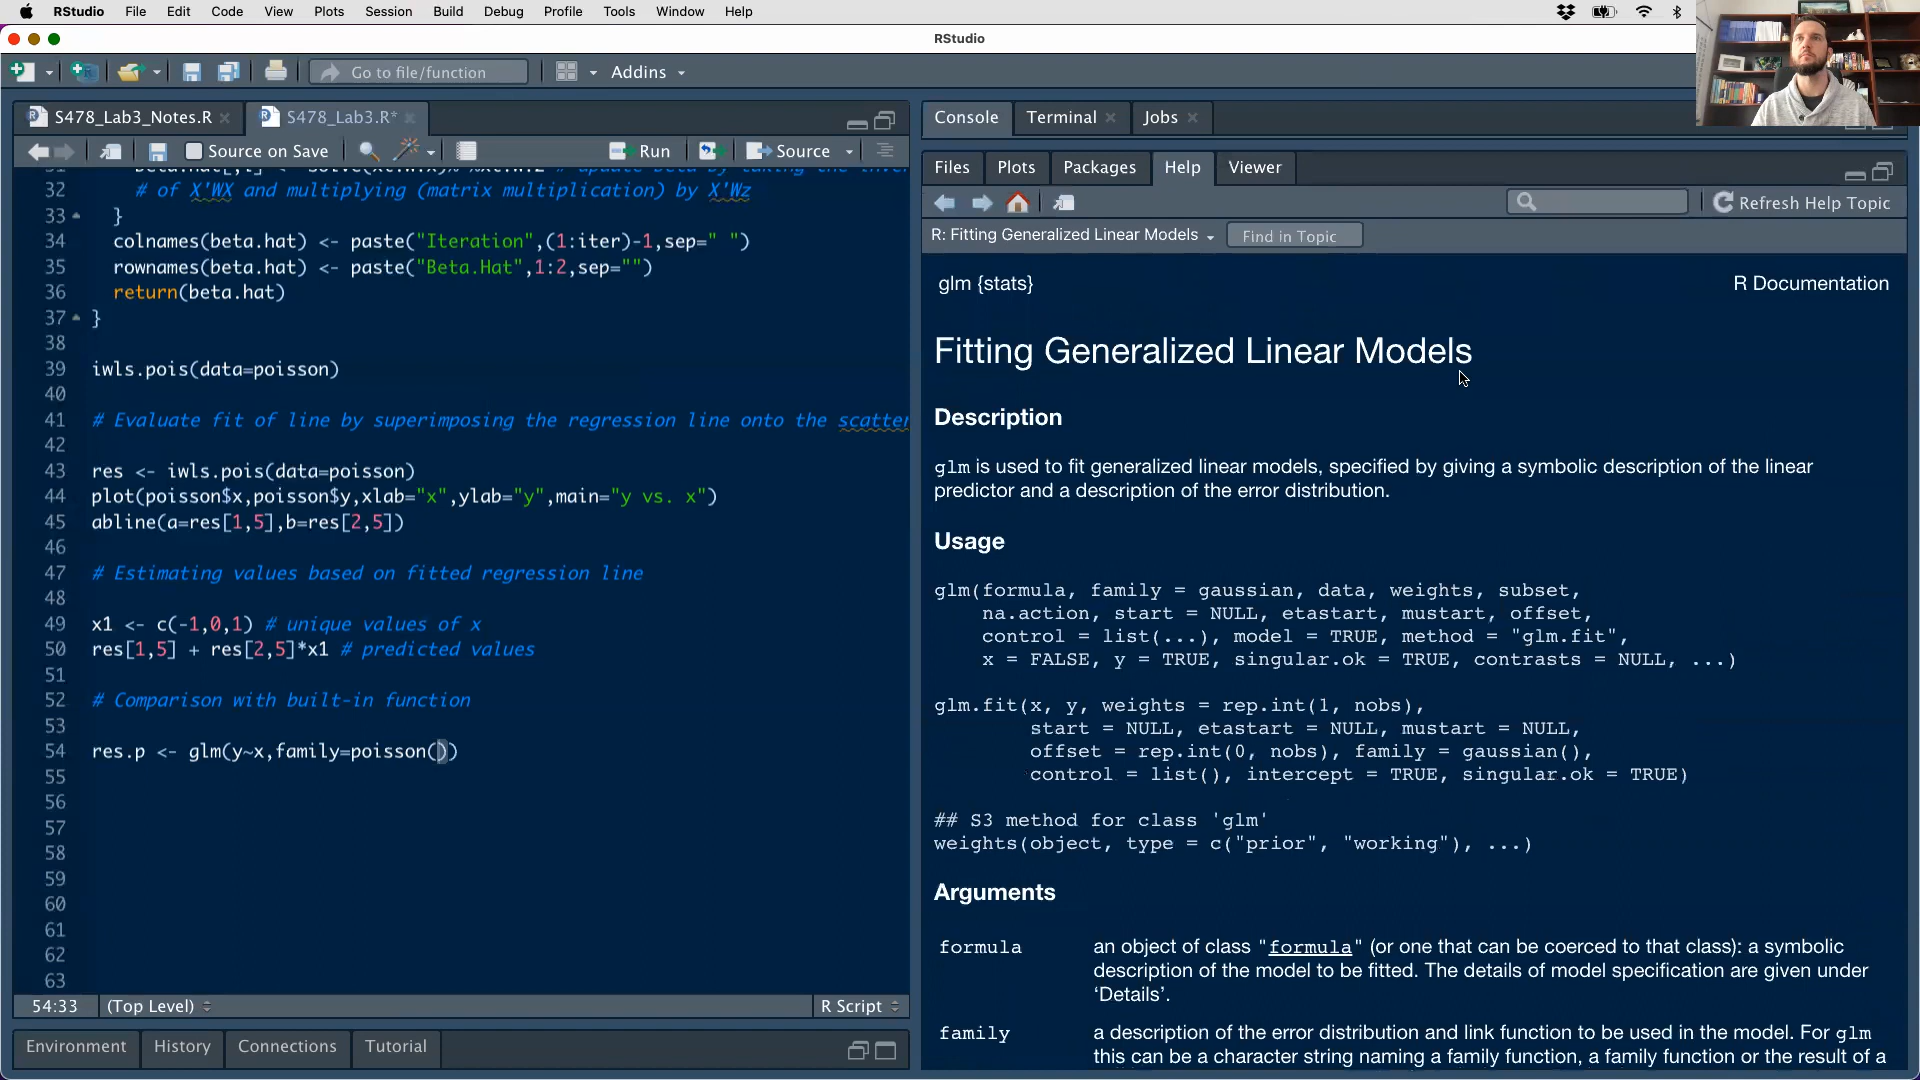 RStudio File Edit Code View Plots Session Build Debug Profile Tools Window Help
RStudio
Go to file/function Addins
S478_Lab3_Notes.R
S478_Lab3.R*
Source on Save Run Source
32 # of X'WX and multiplying (matrix multiplication) by X'Wz
33 }
34 colnames(beta.hat) <- paste("Iteration",(1:iter)-1,sep=" ")
35 rownames(beta.hat) <- paste("Beta.Hat",1:2,sep="")
36 return(beta.hat)
37 }
38
39 iwls.pois(data=poisson)
40
41 # Evaluate fit of line by superimposing the regression line onto the scatter
42
43 res <- iwls.pois(data=poisson)
44 plot(poisson$x,poisson$y,xlab="x",ylab="y",main="y vs. x")
45 abline(a=res[1,5],b=res[2,5])
46
47 # Estimating values based on fitted regression line
48
49 x1 <- c(-1,0,1) # unique values of x
50 res[1,5] + res[2,5]*x1 # predicted values
51
52 # Comparison with built-in function
53
54 res.p <- glm(y~x,family=poisson())
55
56
57
58
59
60
61
62
63
54:33 (Top Level) R Script
Environment History Connections Tutorial
Console Terminal Jobs
Files Plots Packages Help Viewer
Refresh Help Topic
R: Fitting Generalized Linear Models Find in Topic
glm {stats} R Documentation
Fitting Generalized Linear Models
Description
glm is used to fit generalized linear models, specified by giving a symbolic description of the linear
predictor and a description of the error distribution.
Usage
glm(formula, family = gaussian, data, weights, subset,
na.action, start = NULL, etastart, mustart, offset,
control = list(...), model = TRUE, method = "glm.fit",
x = FALSE, y = TRUE, singular.ok = TRUE, contrasts = NULL, ...)
glm.fit(x, y, weights = rep.int(1, nobs),
start = NULL, etastart = NULL, mustart = NULL,
offset = rep.int(0, nobs), family = gaussian(),
control = list(), intercept = TRUE, singular.ok = TRUE)
## S3 method for class 'glm'
weights(object, type = c("prior", "working"), ...)
Arguments
formula an object of class "formula" (or one that can be coerced to that class): a symbolic
description of the model to be fitted. The details of model specification are given under
‘Details’.
family a description of the error distribution and link function to be used in the model. For glm
this can be a character string naming a family function, a family function or the result of a